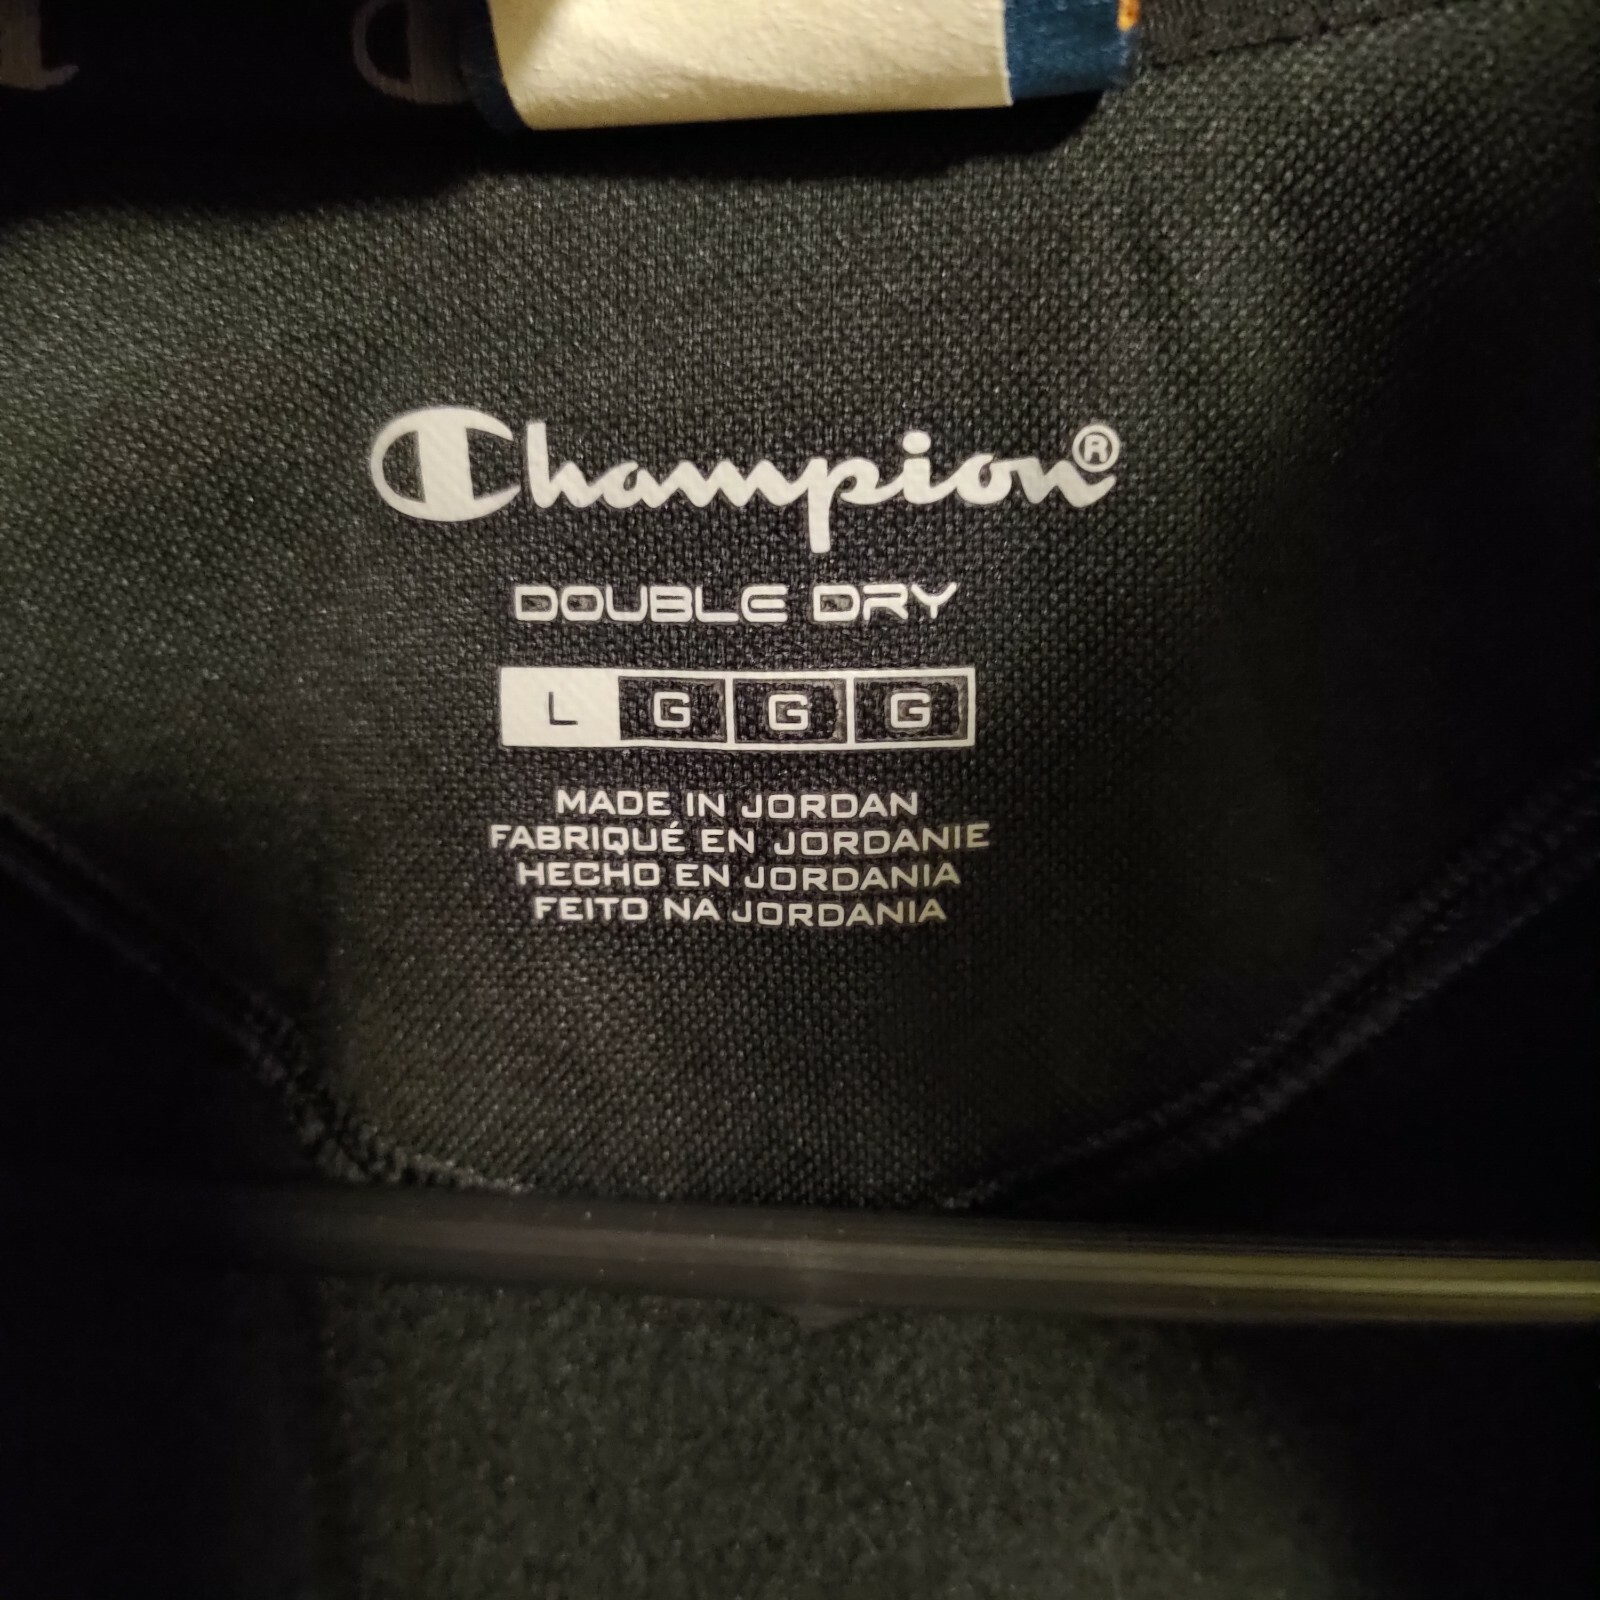 Champion®
DOUBLE DRY
L G G G
MADE IN JORDAN
FABRIQUÉ EN JORDANIE
HECHO EN JORDANIA
FEITO NA JORDANIA